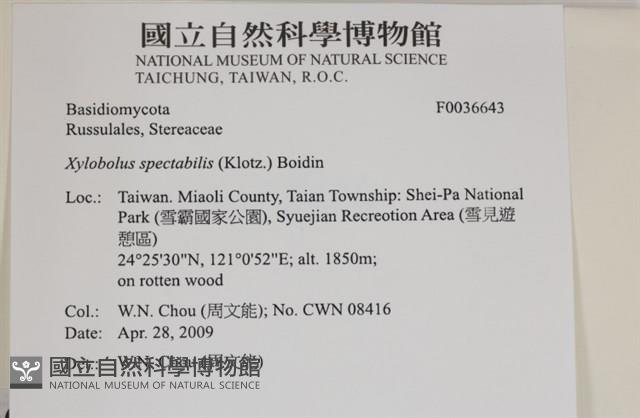 國立自然科學博物館
NATIONAL MUSEUM OF NATURAL SCIENCE
TAICHUNG, TAIWAN, R.O.C.
Basidiomycota F0036643
Russulales, Stereaceae
Xylobolus spectabilis (Klotz.) Boidin
Loc.: Taiwan. Miaoli County, Taian Township: Shei-Pa National
Park (雪霸國家公園), Syuejian Recreotion Area (雪見遊
憩區)
24°25'30"N, 121°0'52"E; alt. 1850m;
on rotten wood
Col.: W.N. Chou (周文能); No. CWN 08416
Date: Apr. 28, 2009
W.N. Chou (周文能)
國立自然科學博物館
NATIONAL MUSEUM OF NATURAL SCIENCE